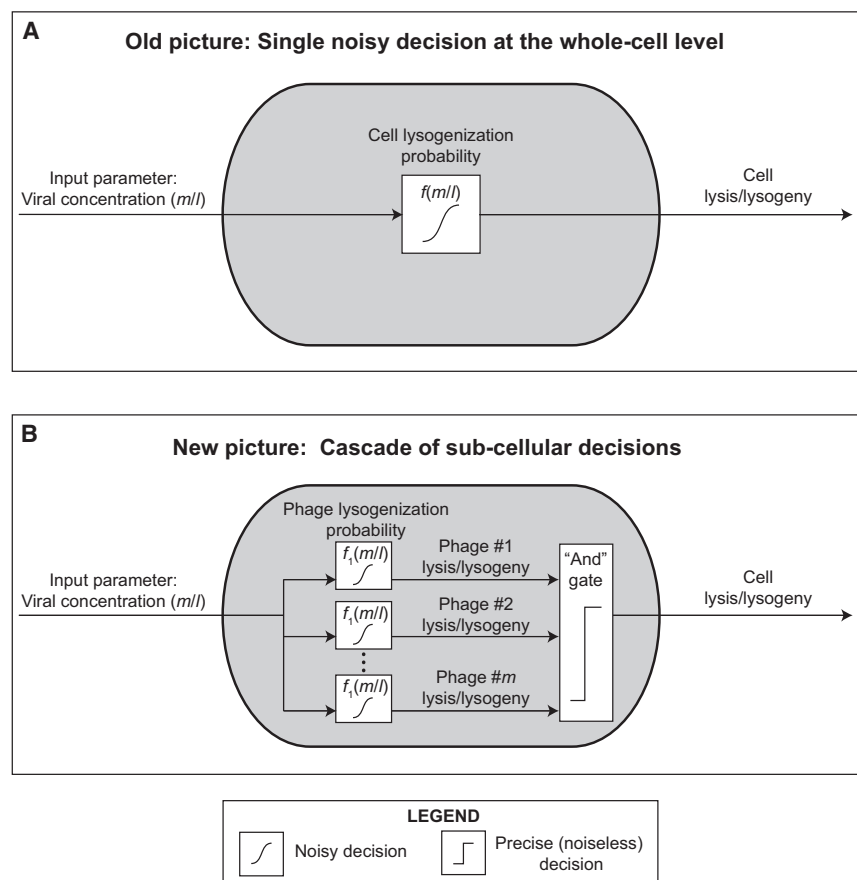 A
Old picture: Single noisy decision at the whole-cell level
Cell lysogenization
probability
Input parameter:
Viral concentration (m/l)
f(m/l)
Cell
lysis/lysogeny
B
New picture: Cascade of sub-cellular decisions
Phage lysogenization
probability
Input parameter:
Viral concentration (m/l)
f₁(m/l)
Phage #1
lysis/lysogeny
f₁(m/l)
Phage #2
lysis/lysogeny
f₁(m/l)
Phage #m
lysis/lysogeny
“And”
gate
Cell
lysis/lysogeny
LEGEND
Noisy decision
Precise (noiseless)
decision